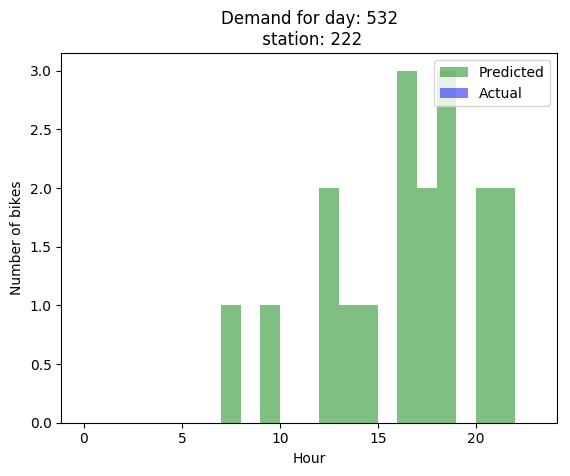 Demand for day: 532
station: 222
Predicted
Actual
3.0
2.5
2.0
1.5
1.0
0.5
0.0
Number of bikes
0
5
10
15
20
Hour